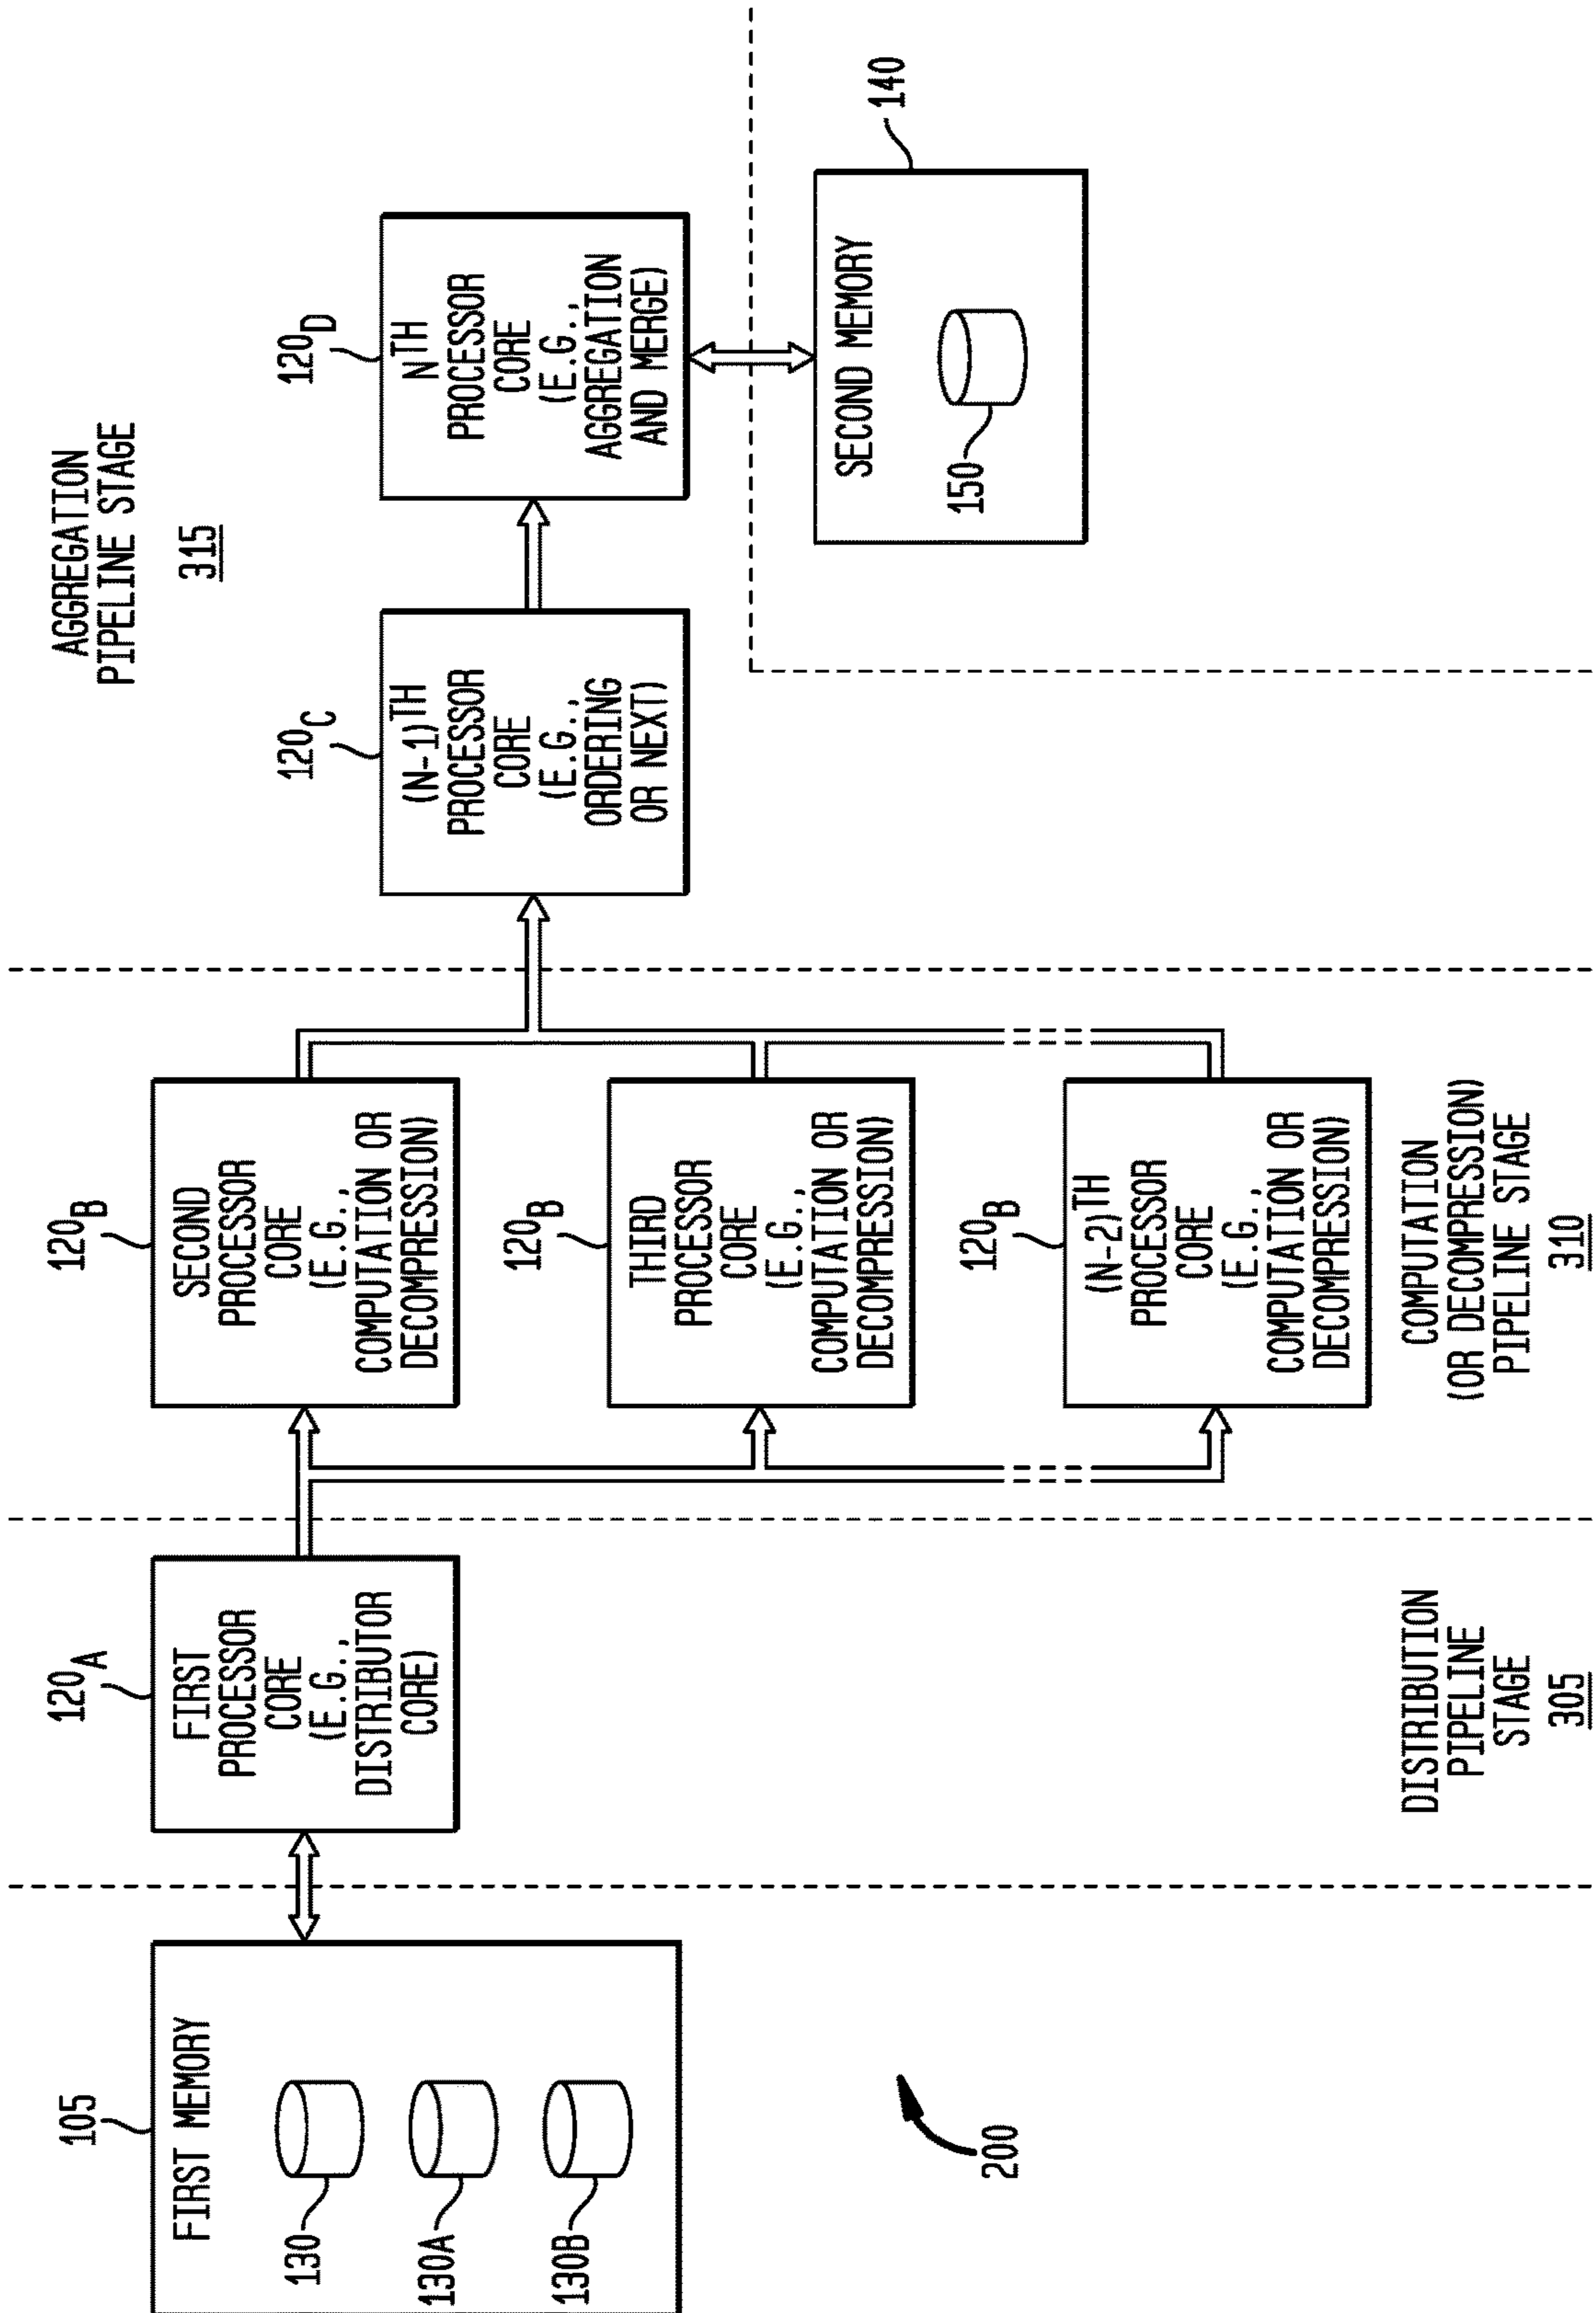 105
FIRST MEMORY
130
130A
130B
200
120A
FIRST
PROCESSOR
CORE
(E.G.,
DISTRIBUTOR
CORE)
DISTRIBUTION
PIPELINE
STAGE
305
120B
SECOND
PROCESSOR
CORE
(E.G.,
COMPUTATION OR
DECOMPRESSION)
120B
THIRD
PROCESSOR
CORE
(E.G.,
COMPUTATION OR
DECOMPRESSION)
120B
(N-2)TH
PROCESSOR
CORE
(E.G.,
COMPUTATION OR
DECOMPRESSION)
COMPUTATION
(OR DECOMPRESSION)
PIPELINE STAGE
310
AGGREGATION
PIPELINE STAGE
315
120C
(N-1)TH
PROCESSOR
CORE
(E.G.,
ORDERING
OR NEXT)
120D
NTH
PROCESSOR
CORE
(E.G.,
AGGREGATION
AND MERGE)
140
SECOND MEMORY
150